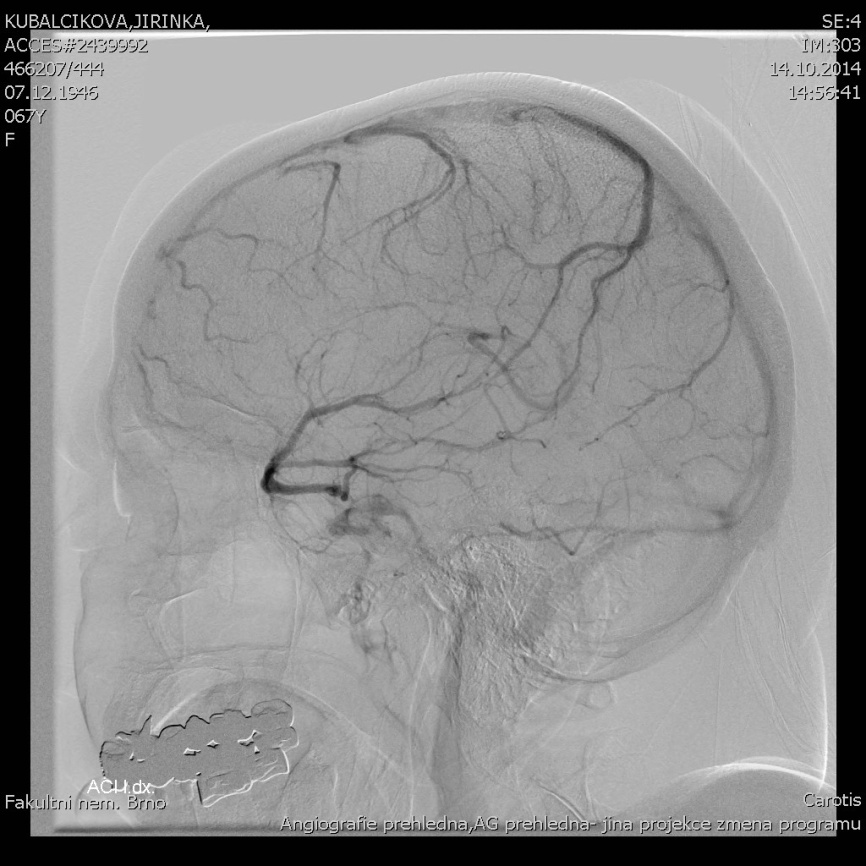 KUBALCIKOVA,JIRINKA,
ACCES#2439992
466207/444
07.12.1946
067Y
F
SE:4
IM:303
14.10.2014
14:56:41
ACH.dx.
Fakultni nem. Brno
Carotis
Angiografie prehledna,AG prehledna- jina projekce zmena programu